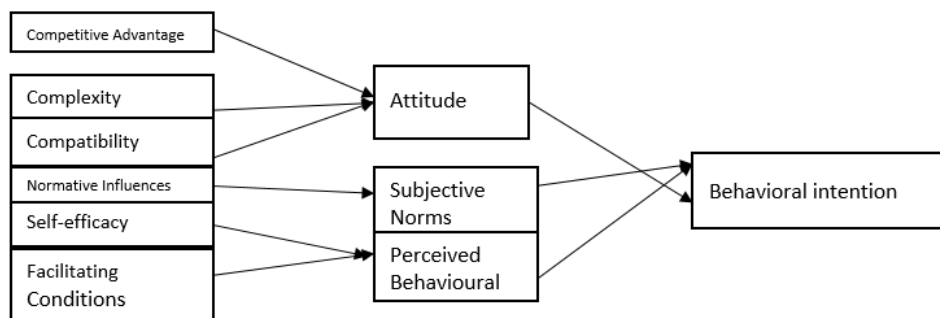 Competitive Advantage
Complexity
Compatibility
Normative Influences
Self-efficacy
Facilitating
Conditions
Attitude
Subjective
Norms
Perceived
Behavioural
Behavioral intention